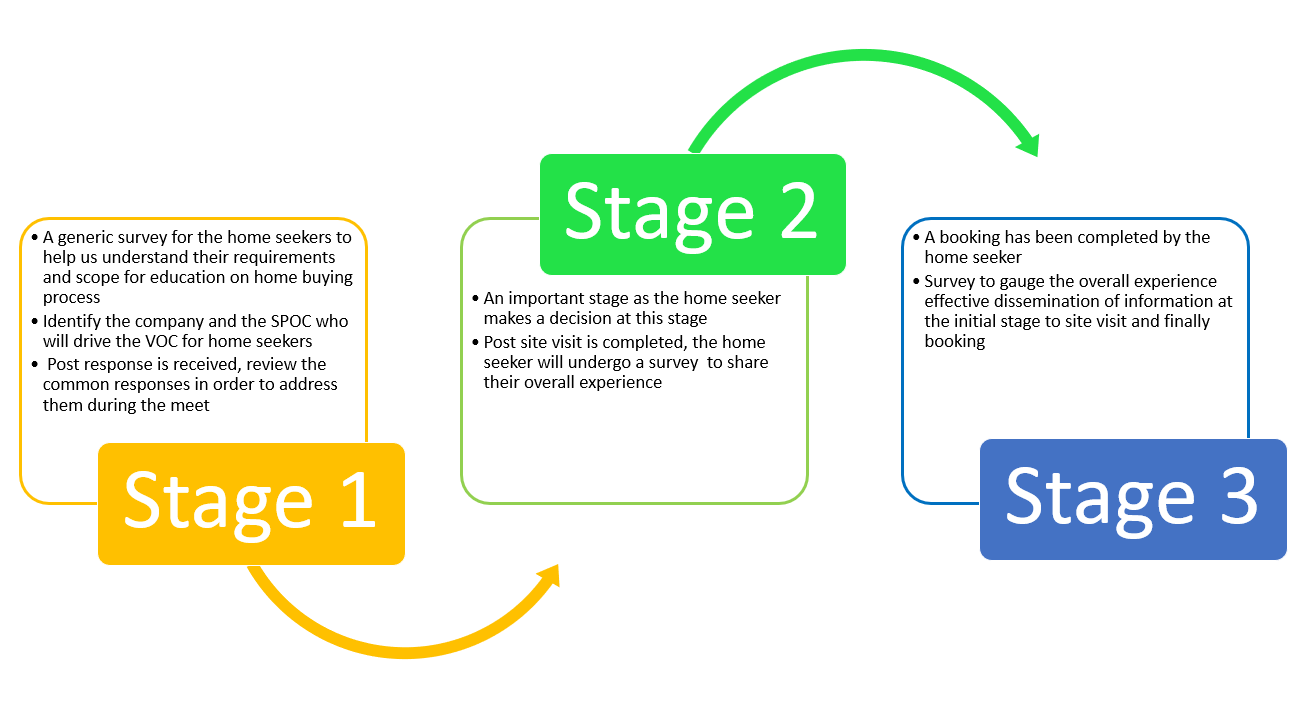 • A generic survey for the home seekers to
help us understand their requirements
and scope for education on home buying
process
• Identify the company and the SPOC who
will drive the VOC for home seekers
• Post response is received, review the
common responses in order to address
them during the meet
Stage 1
Stage 2
• An important stage as the home seeker
makes a decision at this stage
• Post site visit is completed, the home
seeker will undergo a survey to share
their overall experience
• A booking has been completed by the
home seeker
• Survey to gauge the overall experience
effective dissemination of information at
the initial stage to site visit and finally
booking
Stage 3